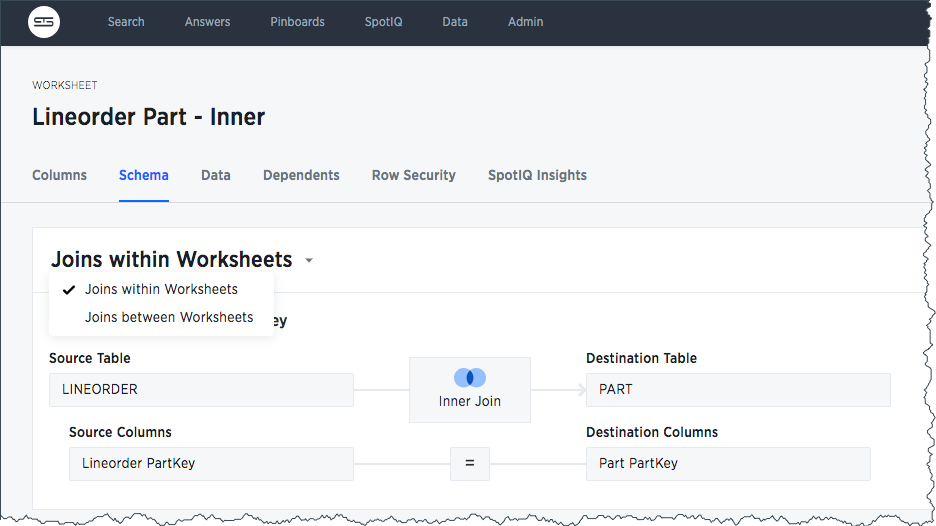 Search Answers Pinboards SpotIQ Data Admin
WORKSHEET
Lineorder Part - Inner
Columns Schema Data Dependents Row Security SpotIQ Insights
Joins within Worksheets
Joins within Worksheets
Joins between Worksheets
Source Table
Destination Table
LINEORDER
Inner Join
PART
Source Columns
Destination Columns
Lineorder PartKey
=
Part PartKey